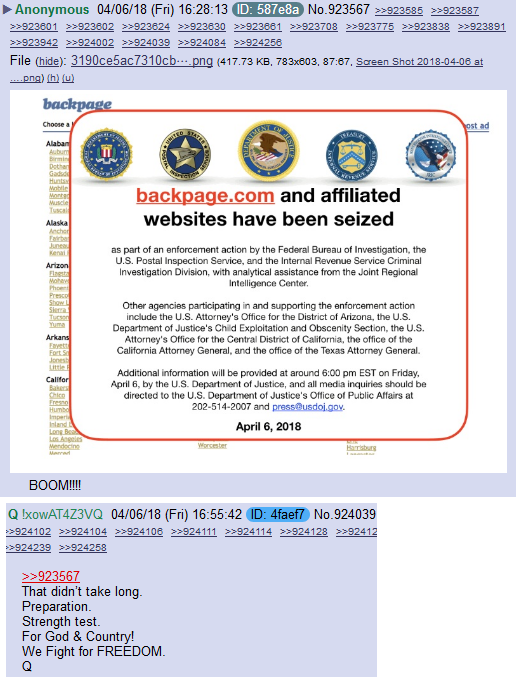 ▶ Anonymous 04/06/18 (Fri) 16:28:13 ID: 587e8a No.923567 >>923585 >>923587
>>923601 >>923602 >>923624 >>923630 >>923661 >>923708 >>923775 >>923838 >>923891
>>923942 >>924002 >>924039 >>924084 >>924256
File (hide): 3190ce5ac7310cb⋯.png (417.73 KB, 783x603, 87:67, Screen Shot 2018-04-06 at
….png) (h) (u)
backpage
Choose a
ost ad
Alabam
Auburn
Birming
Dothan
Gadsde
Huntsv
Mobile
Montgo
Muscle
Tuscal
Alaska
Anchor
Fairba
Juneau
Kenai
Arizon
Flagsta
Mohave
Phoeni
Presco
Show L
Sierra
Tucson
Yuma
Arkans
Fayett
Fort Sm
Jonesb
Little R
Califor
Bakers
Chico
Fresno
Humbo
Imperia
Inland E
Long Beac
Los Angeles
Mendocino
Merced
Worcester
Harrisburg
Lancaster
backpage.com and affiliated
websites have been seized
as part of an enforcement action by the Federal Bureau of Investigation, the
U.S. Postal Inspection Service, and the Internal Revenue Service Criminal
Investigation Division, with analytical assistance from the Joint Regional
Intelligence Center.
Other agencies participating in and supporting the enforcement action
include the U.S. Attorney's Office for the District of Arizona, the U.S.
Department of Justice's Child Exploitation and Obscenity Section, the U.S.
Attorney's Office for the Central District of California, the office of the
California Attorney General, and the office of the Texas Attorney General.
Additional information will be provided at around 6:00 pm EST on Friday,
April 6, by the U.S. Department of Justice, and all media inquiries should be
directed to the U.S. Department of Justice's Office of Public Affairs at
202-514-2007 and press@usdoj.gov.
April 6, 2018
BOOM!!!!
Q !xowAT4Z3VQ 04/06/18 (Fri) 16:55:42 ID: 4faef7 No.924039
>>924102 >>924104 >>924106 >>924111 >>924114 >>924128 >>92412
>>924239 >>924258
>>923567
That didn't take long.
Preparation.
Strength test.
For God & Country!
We Fight for FREEDOM.
Q